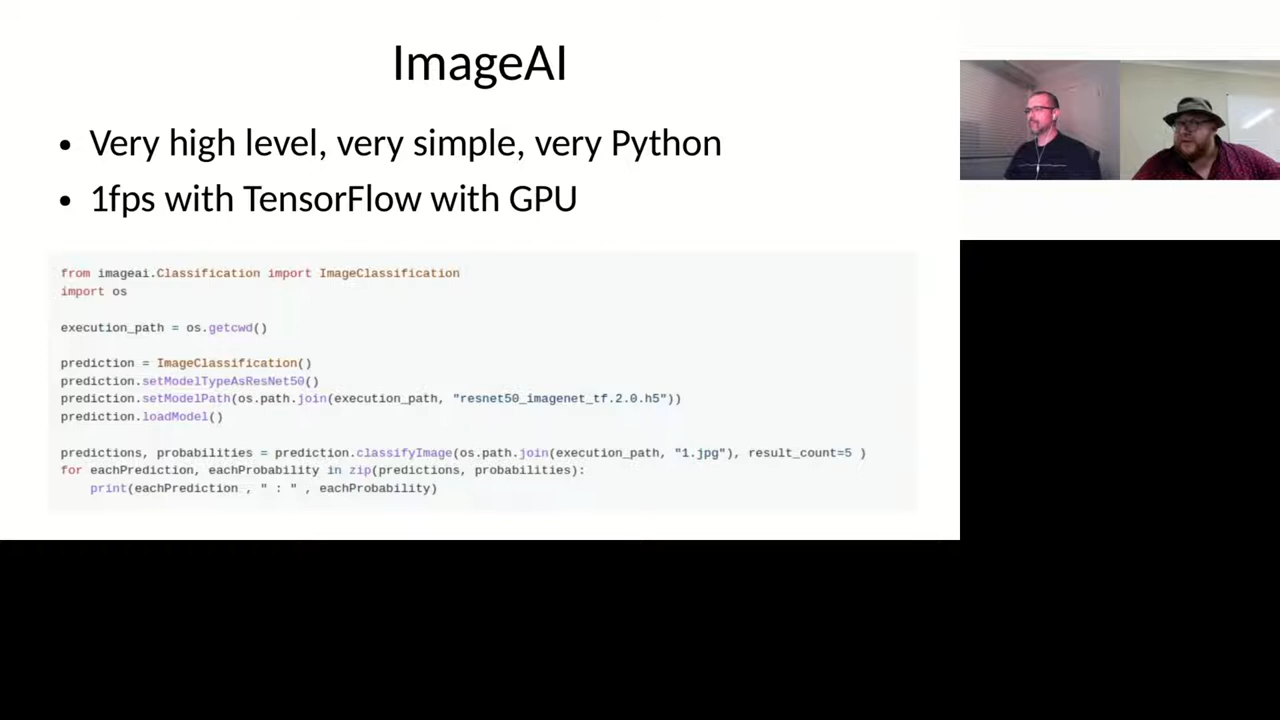 ImageAI
• Very high level, very simple, very Python
• 1fps with TensorFlow with GPU
from imageai.Classification import ImageClassification
import os
execution_path = os.getcwd()
prediction = ImageClassification()
prediction.setModelTypeAsResNet50()
prediction.setModelPath(os.path.join(execution_path, "resnet50_imagenet_tf.2.0.h5"))
prediction.loadModel()
predictions, probabilities = prediction.classifyImage(os.path.join(execution_path, "1.jpg"), result_count=5 )
for eachPrediction, eachProbability in zip(predictions, probabilities):
    print(eachPrediction , " : " , eachProbability)